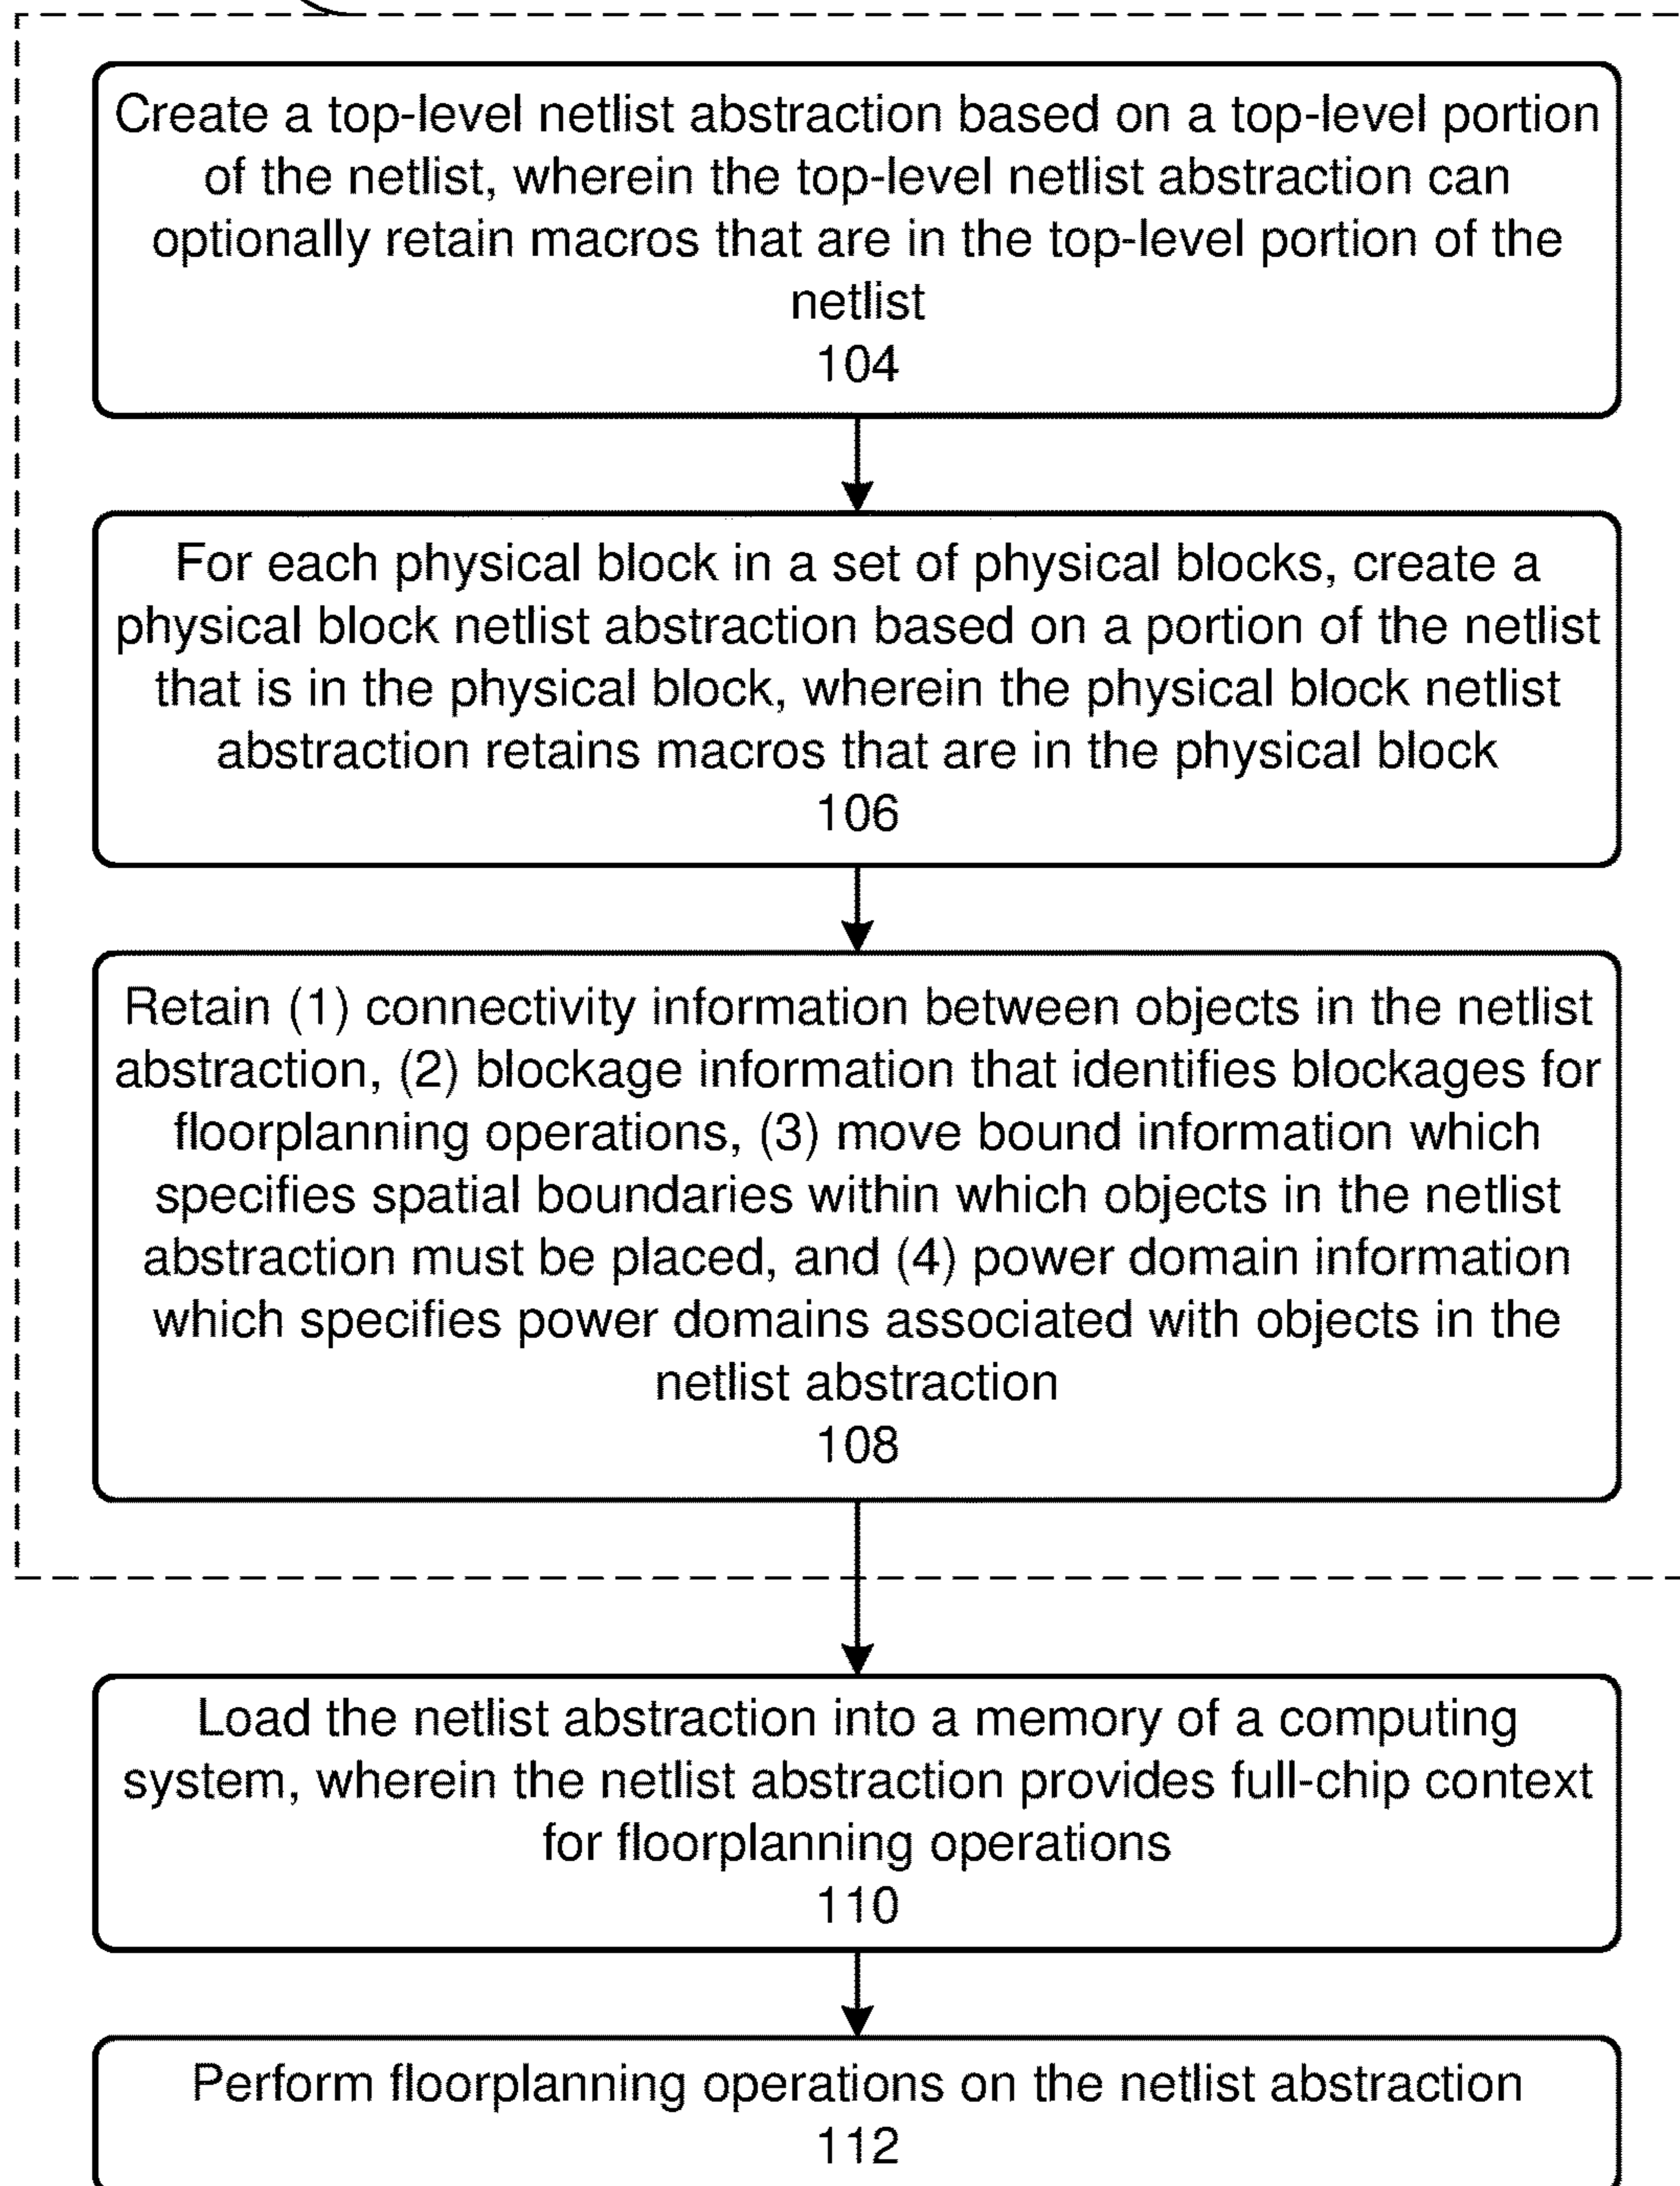 Create a top-level netlist abstraction based on a top-level portion
of the netlist, wherein the top-level netlist abstraction can
optionally retain macros that are in the top-level portion of the
netlist
104
For each physical block in a set of physical blocks, create a
physical block netlist abstraction based on a portion of the netlist
that is in the physical block, wherein the physical block netlist
abstraction retains macros that are in the physical block
106
Retain (1) connectivity information between objects in the netlist
abstraction, (2) blockage information that identifies blockages for
floorplanning operations, (3) move bound information which
specifies spatial boundaries within which objects in the netlist
abstraction must be placed, and (4) power domain information
which specifies power domains associated with objects in the
netlist abstraction
108
Load the netlist abstraction into a memory of a computing
system, wherein the netlist abstraction provides full-chip context
for floorplanning operations
110
Perform floorplanning operations on the netlist abstraction
112